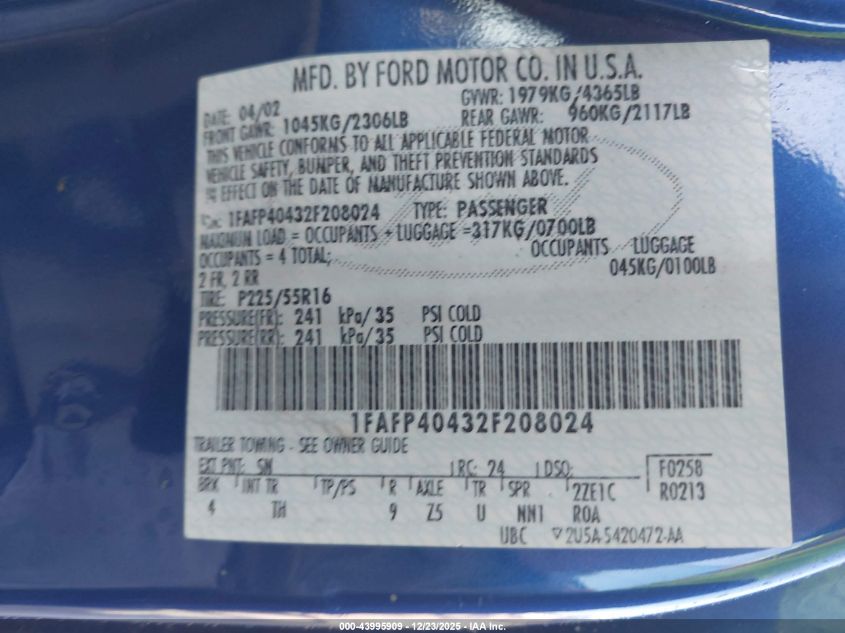 MFD. BY FORD MOTOR CO. IN U.S.A.
DATE: 04/02 GVWR: 1979KG/4365LB
FRONT GAWR: 1045KG/2306LB REAR GAWR: 960KG/2117LB
THIS VEHICLE CONFORMS TO ALL APPLICABLE FEDERAL MOTOR
VEHICLE SAFETY, BUMPER, AND THEFT PREVENTION STANDARDS
IN EFFECT ON THE DATE OF MANUFACTURE SHOWN ABOVE.
VIN: 1FAFP40432F208024 TYPE: PASSENGER
MAXIMUM LOAD = OCCUPANTS + LUGGAGE =317KG/0700LB
OCCUPANTS = 4 TOTAL; OCCUPANTS LUGGAGE
2 FR, 2 RR 045KG/0100LB
TIRE: P225/55R16
PRESSURE(FR): 241 kPa/35 PSI COLD
PRESSURE(RR): 241 kPa/35 PSI COLD
1FAFP40432F208024
TRAILER TOWING - SEE OWNER GUIDE
EXT PNT: SN RC: 24 DSO: F0258
BRK INT TR TP/PS R AXLE TR SPR 2ZE1C R0213
4 TH 9 Z5 U NN1 ROA
UBC ▽2U5A-5420472-AA
000-43995909 - 12/23/2025 - IAA Inc.